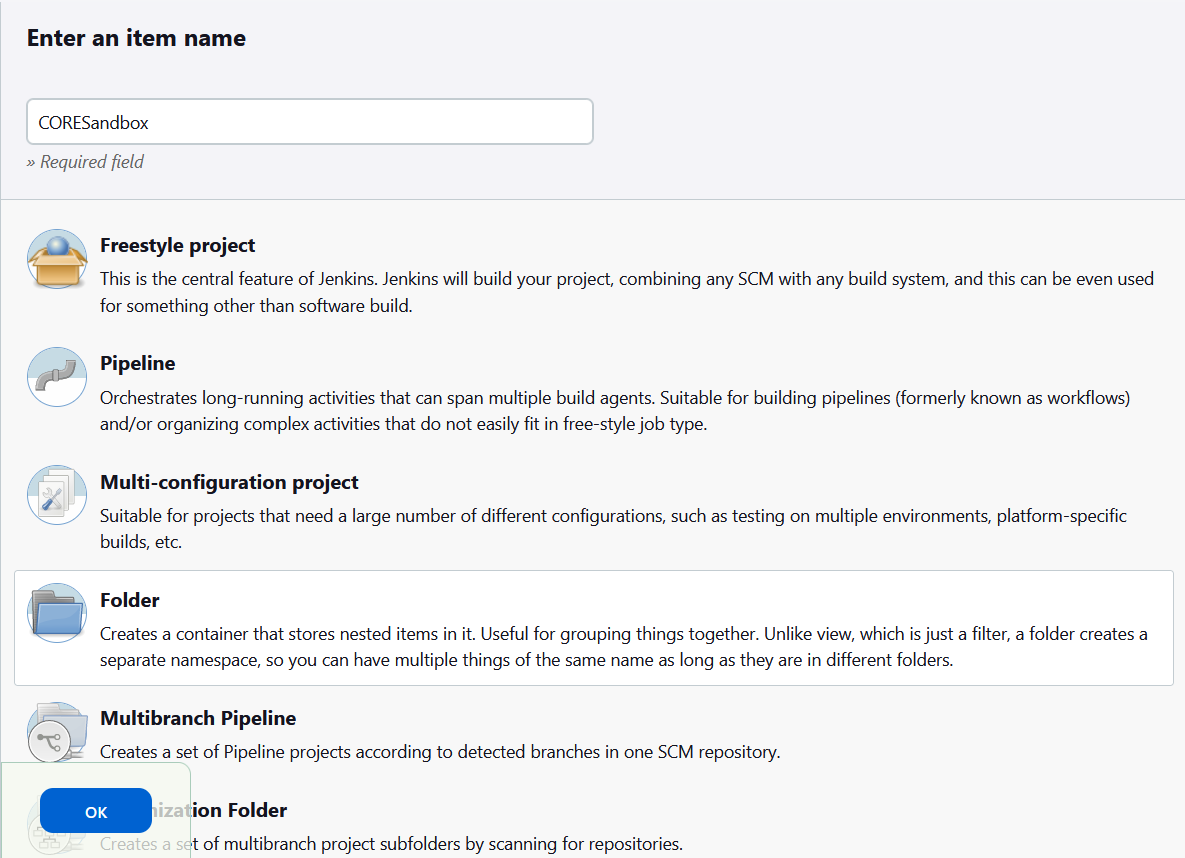 Enter an item name
CORESandbox
» Required field
Freestyle project
This is the central feature of Jenkins. Jenkins will build your project, combining any SCM with any build system, and this can be even used
for something other than software build.
Pipeline
Orchestrates long-running activities that can span multiple build agents. Suitable for building pipelines (formerly known as workflows)
and/or organizing complex activities that do not easily fit in free-style job type.
Multi-configuration project
Suitable for projects that need a large number of different configurations, such as testing on multiple environments, platform-specific
builds, etc.
Folder
Creates a container that stores nested items in it. Useful for grouping things together. Unlike view, which is just a filter, a folder creates a
separate namespace, so you can have multiple things of the same name as long as they are in different folders.
Multibranch Pipeline
Creates a set of Pipeline projects according to detected branches in one SCM repository.
OK
Folder
Creates a set of multibranch project subfolders by scanning for repositories.